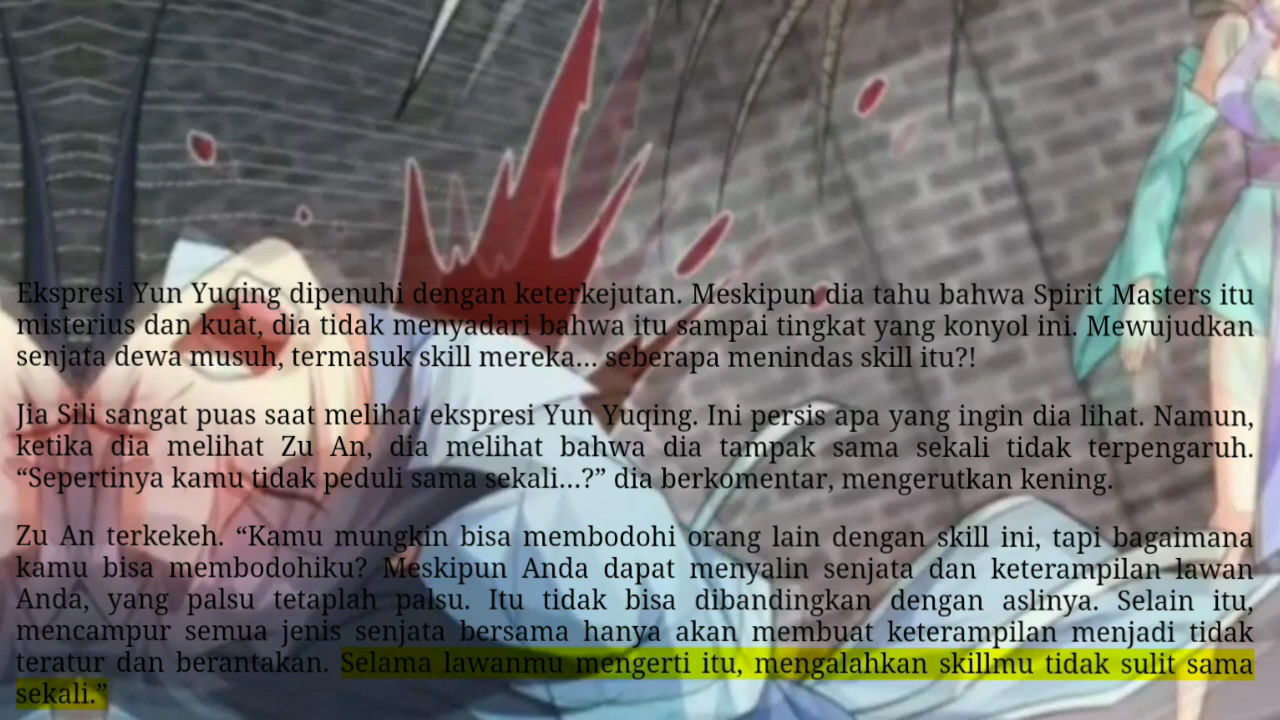 Ekspresi Yun Yuqing dipenuhi dengan keterkejutan. Meskipun dia tahu bahwa Spirit Masters itu
misterius dan kuat, dia tidak menyadari bahwa itu sampai tingkat yang konyol ini. Mewujudkan
senjata dewa musuh, termasuk skill mereka... seberapa menindas skill itu?!
Jia Sili sangat puas saat melihat ekspresi Yun Yuqing. Ini persis apa yang ingin dia lihat. Namun,
ketika dia melihat Zu An, dia melihat bahwa dia tampak sama sekali tidak terpengaruh.
“Sepertinya kamu tidak peduli sama sekali...?” dia berkomentar, mengerutkan kening.
Zu An terkekeh. “Kamu mungkin bisa membodohi orang lain dengan skill ini, tapi bagaimana
kamu bisa membodohiku? Meskipun Anda dapat menyalin senjata dan keterampilan lawan
Anda, yang palsu tetaplah palsu. Itu tidak bisa dibandingkan dengan aslinya. Selain itu,
mencampur semua jenis senjata bersama hanya akan membuat keterampilan menjadi tidak
teratur dan berantakan. Selama lawanmu mengerti itu, mengalahkan skillmu tidak sulit sama
sekali.”